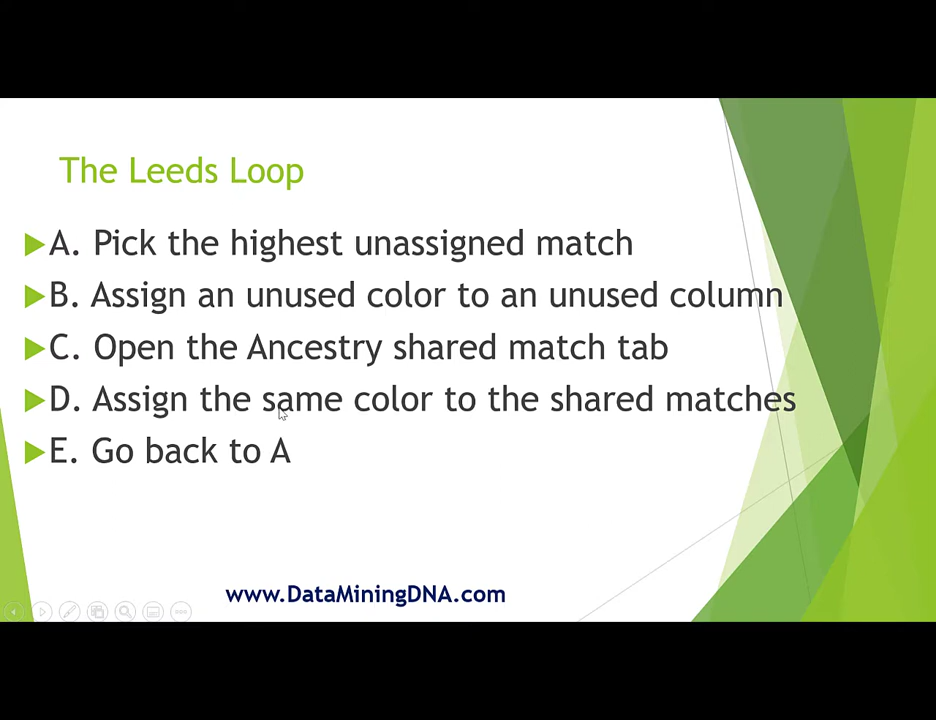 The Leeds Loop
A. Pick the highest unassigned match
B. Assign an unused color to an unused column
C. Open the Ancestry shared match tab
D. Assign the same color to the shared matches
E. Go back to A
www.DataMiningDNA.com